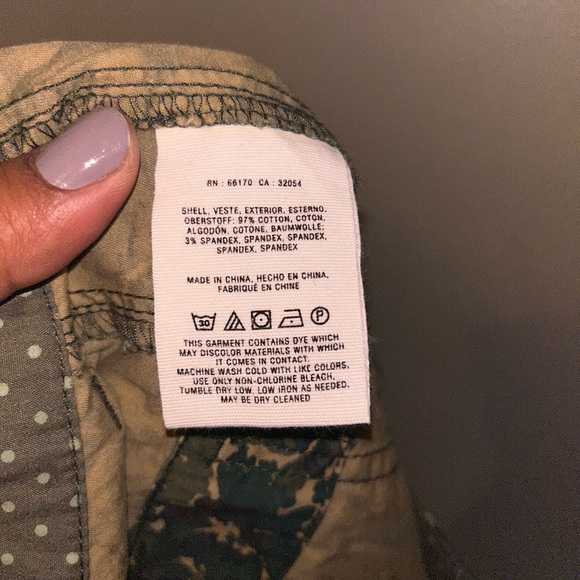 RN : 66170 CA : 32054
SHELL, VESTE, EXTERIOR, ESTERNO,
OBERSTOFF: 97% COTTON, COTON,
ALGODÓN, COTONE, BAUMWOLLE;
3% SPANDEX, SPANDEX, SPANDEX,
SPANDEX, SPANDEX
MADE IN CHINA, HECHO EN CHINA,
FABRIQUÉ EN CHINE
30 P
THIS GARMENT CONTAINS DYE WHICH
MAY DISCOLOR MATERIALS WITH WHICH
IT COMES IN CONTACT.
MACHINE WASH COLD WITH LIKE COLORS,
USE ONLY NON-CHLORINE BLEACH,
TUMBLE DRY LOW, LOW IRON AS NEEDED.
MAY BE DRY CLEANED